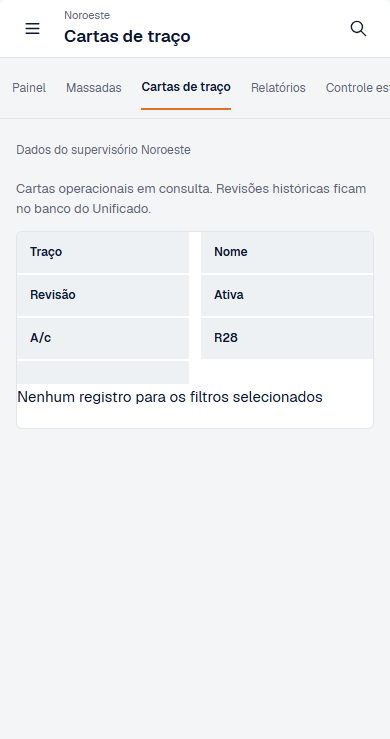 Noroeste
Cartas de traço
Painel Massadas Cartas de traço Relatórios Controle es
Dados do supervisório Noroeste
Cartas operacionais em consulta. Revisões históricas ficam
no banco do Unificado.
Traço Nome
Revisão Ativa
A/c R28
Nenhum registro para os filtros selecionados